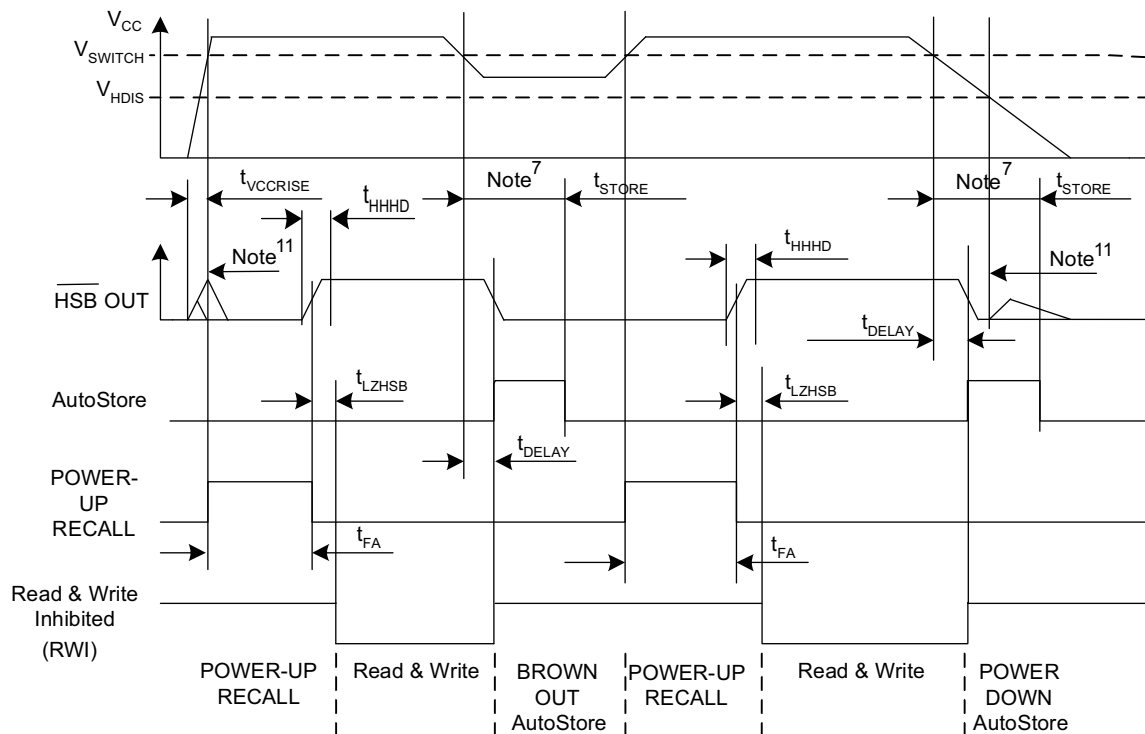 VCC
VSWITCH
VHDIS
tVCCRISE
tHHHD
Note7
tSTORE
Note7
tSTORE
Note11
tHHHD
Note11
HSB OUT
tDELAY
tLZHSB
tLZHSB
AutoStore
tDELAY
POWER-
UP
RECALL
tFA
tFA
Read & Write
Inhibited
(RWI)
POWER-UP
RECALL
Read & Write
BROWN
OUT
AutoStore
POWER-UP
RECALL
Read & Write
POWER
DOWN
AutoStore